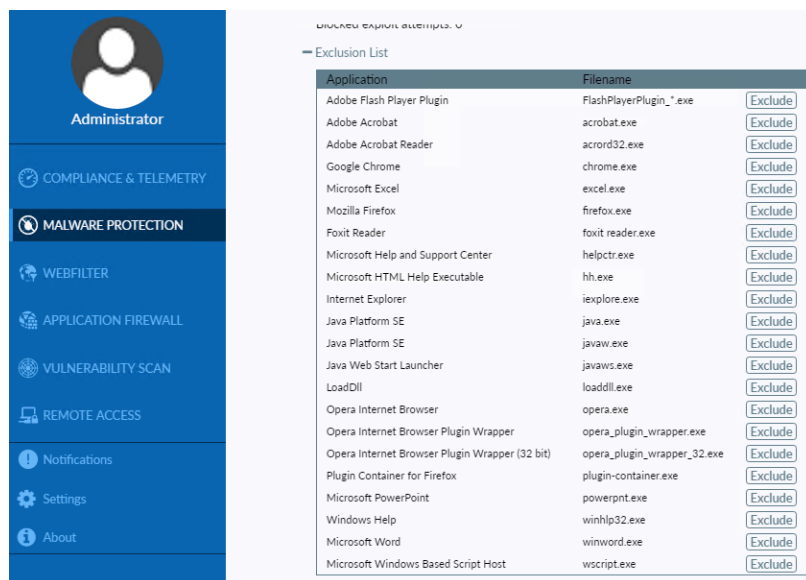 Administrator
COMPLIANCE & TELEMETRY
MALWARE PROTECTION
WEBFILTER
APPLICATION FIREWALL
VULNERABILITY SCAN
REMOTE ACCESS
Notifications
Settings
About
Blocked exploit attempts: 0
Exclusion List
Application Filename
Adobe Flash Player Plugin FlashPlayerPlugin_*.exe Exclude
Adobe Acrobat acrobat.exe Exclude
Adobe Acrobat Reader acrord32.exe Exclude
Google Chrome chrome.exe Exclude
Microsoft Excel excel.exe Exclude
Mozilla Firefox firefox.exe Exclude
Foxit Reader foxit reader.exe Exclude
Microsoft Help and Support Center helpctr.exe Exclude
Microsoft HTML Help Executable hh.exe Exclude
Internet Explorer iexplore.exe Exclude
Java Platform SE java.exe Exclude
Java Platform SE javaw.exe Exclude
Java Web Start Launcher javaws.exe Exclude
LoadDll loaddll.exe Exclude
Opera Internet Browser opera.exe Exclude
Opera Internet Browser Plugin Wrapper opera_plugin_wrapper.exe Exclude
Opera Internet Browser Plugin Wrapper (32 bit) opera_plugin_wrapper_32.exe Exclude
Plugin Container for Firefox plugin-container.exe Exclude
Microsoft PowerPoint powerpnt.exe Exclude
Windows Help winhlp32.exe Exclude
Microsoft Word winword.exe Exclude
Microsoft Windows Based Script Host wscript.exe Exclude